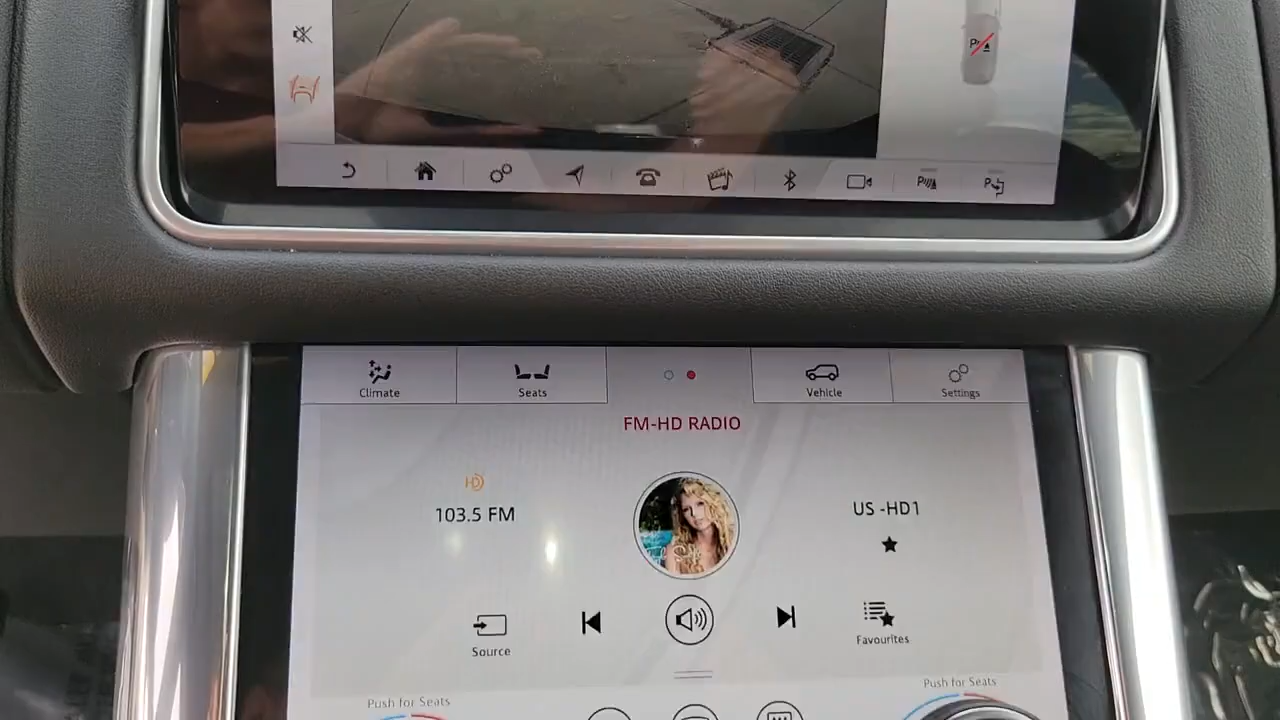 Climate
Seats
Vehicle
Settings
FM-HD RADIO
HD
103.5 FM
US -HD1
Source
Favourites
Push for Seats
Push for Seats